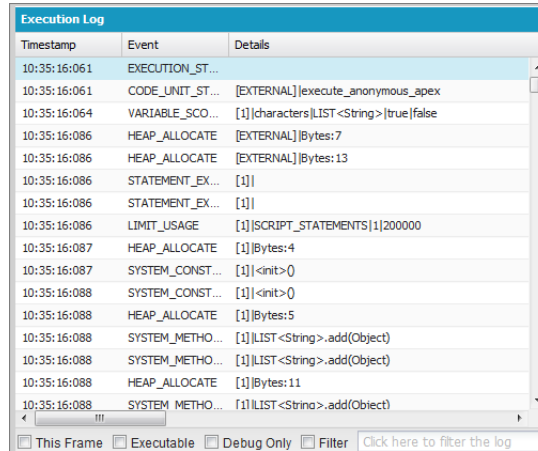 Execution Log
Timestamp Event Details
10:35:16:061 EXECUTION_ST...
10:35:16:061 CODE_UNIT_ST... [EXTERNAL]|execute_anonymous_apex
10:35:16:064 VARIABLE_SCO... [1]|characters|LIST<String>|true|false
10:35:16:086 HEAP_ALLOCATE [EXTERNAL]|Bytes:7
10:35:16:086 HEAP_ALLOCATE [EXTERNAL]|Bytes:13
10:35:16:086 STATEMENT_EX... [1]|
10:35:16:086 STATEMENT_EX... [1]|
10:35:16:086 LIMIT_USAGE [1]|SCRIPT_STATEMENTS|1|200000
10:35:16:087 HEAP_ALLOCATE [1]|Bytes:4
10:35:16:087 SYSTEM_CONST... [1]|<init>()
10:35:16:088 SYSTEM_CONST... [1]|<init>()
10:35:16:088 HEAP_ALLOCATE [1]|Bytes:5
10:35:16:088 SYSTEM_METHO... [1]|LIST<String>.add(Object)
10:35:16:088 SYSTEM_METHO... [1]|LIST<String>.add(Object)
10:35:16:088 HEAP_ALLOCATE [1]|Bytes:11
10:35:16:088 SYSTEM_METHO... [1]|LIST<String>.add(Object)
This Frame Executable Debug Only Filter Click here to filter the log